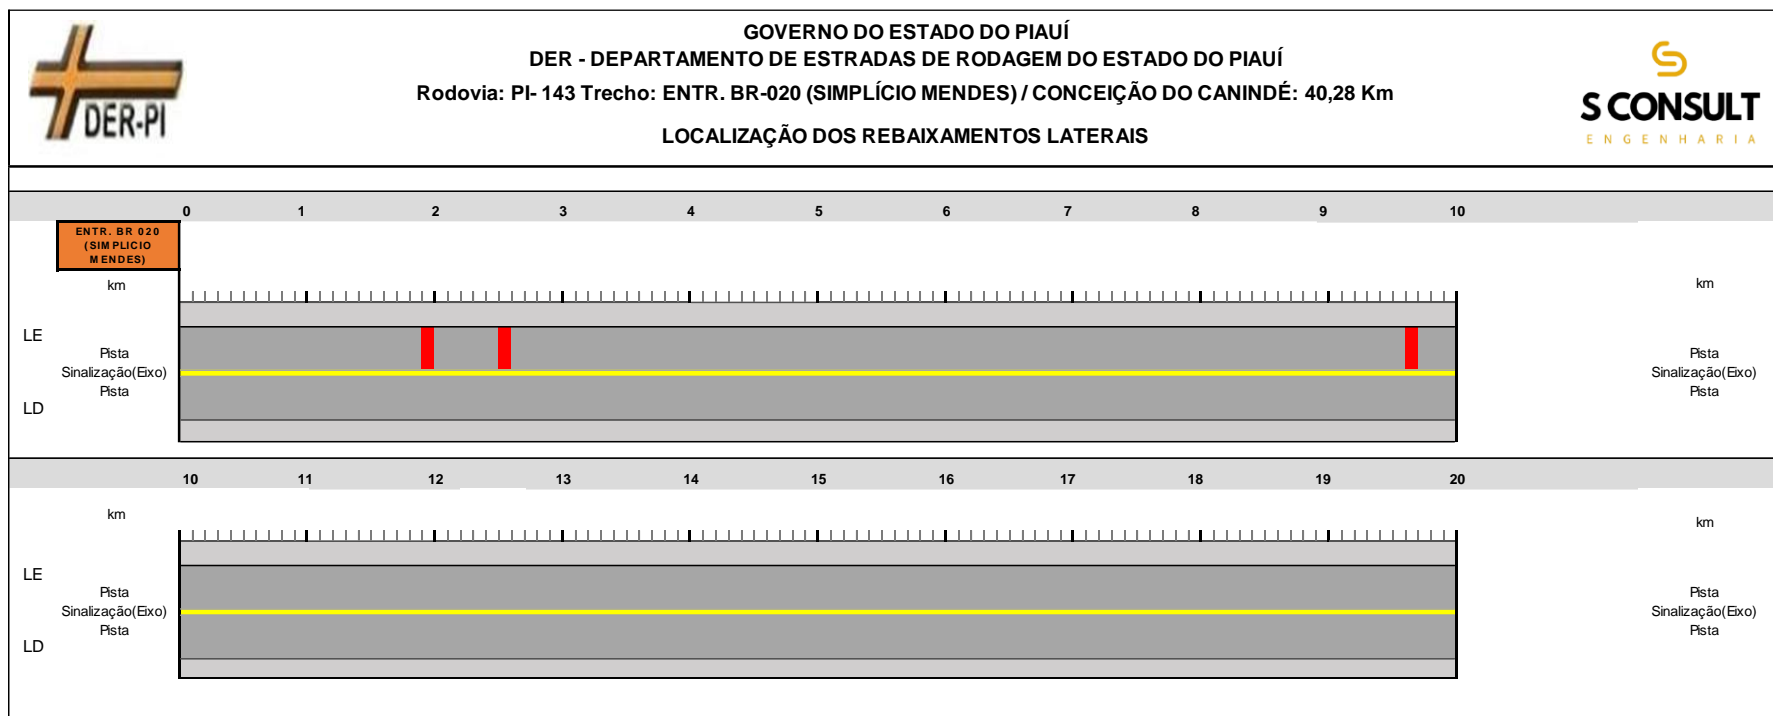 GOVERNO DO ESTADO DO PIAUÍ
DER - DEPARTAMENTO DE ESTRADAS DE RODAGEM DO ESTADO DO PIAUÍ
Rodovia: PI- 143 Trecho: ENTR. BR-020 (SIMPLÍCIO MENDES) / CONCEIÇÃO DO CANINDÉ: 40,28 Km
LOCALIZAÇÃO DOS REBAIXAMENTOS LATERAIS
DER-PI
S CONSULT
ENGENHARIA
0 1 2 3 4 5 6 7 8 9 10
ENTR. BR 020
(SIMPLICIO
MENDES)
km
km
LE
Pista
Sinalização(Eixo)
Pista
LD
Pista
Sinalização(Eixo)
Pista
10 11 12 13 14 15 16 17 18 19 20
km
km
LE
Pista
Sinalização(Eixo)
Pista
LD
Pista
Sinalização(Eixo)
Pista